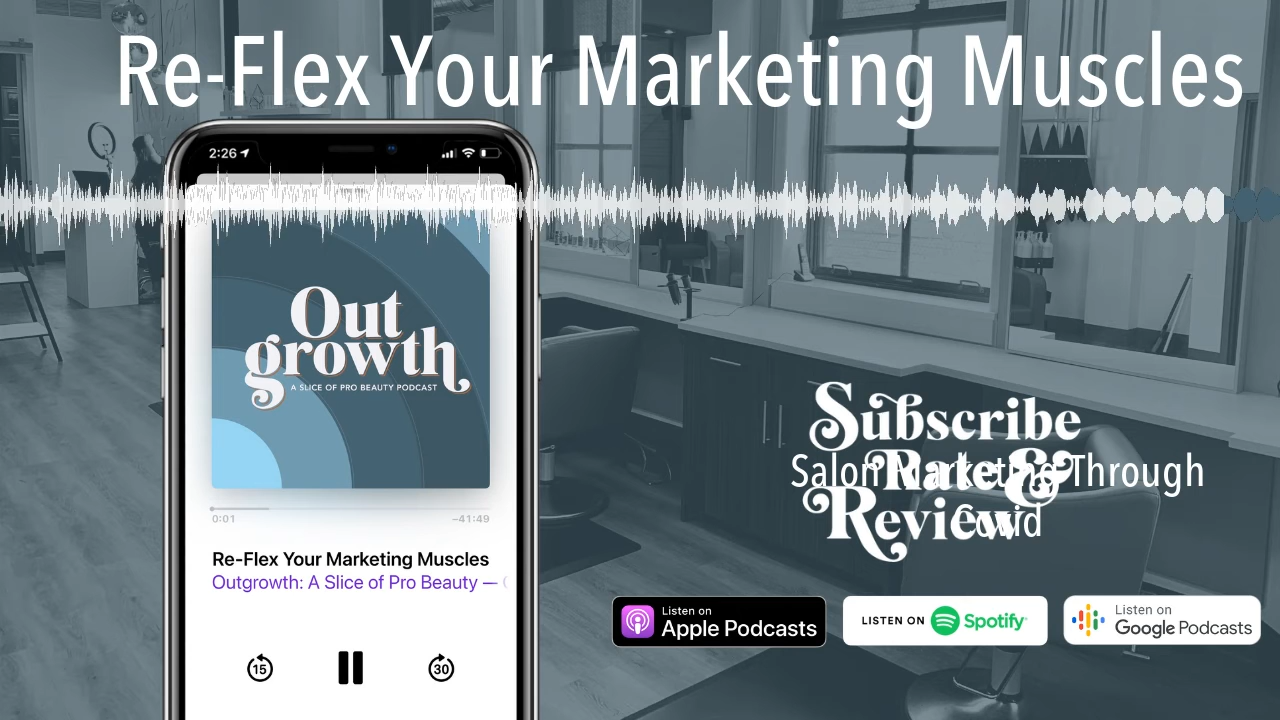 Re-Flex Your Marketing Muscles
2:26
Out
growth
A SLICE OF PRO BEAUTY PODCAST
0:01
−41:49
Re-Flex Your Marketing Muscles
Outgrowth: A Slice of Pro Beauty —
15
30
Subscribe
Rate &
Review
Salon Marketing Through
Covid
Listen on
Apple Podcasts
LISTEN ON
Spotify
Listen on
Google Podcasts